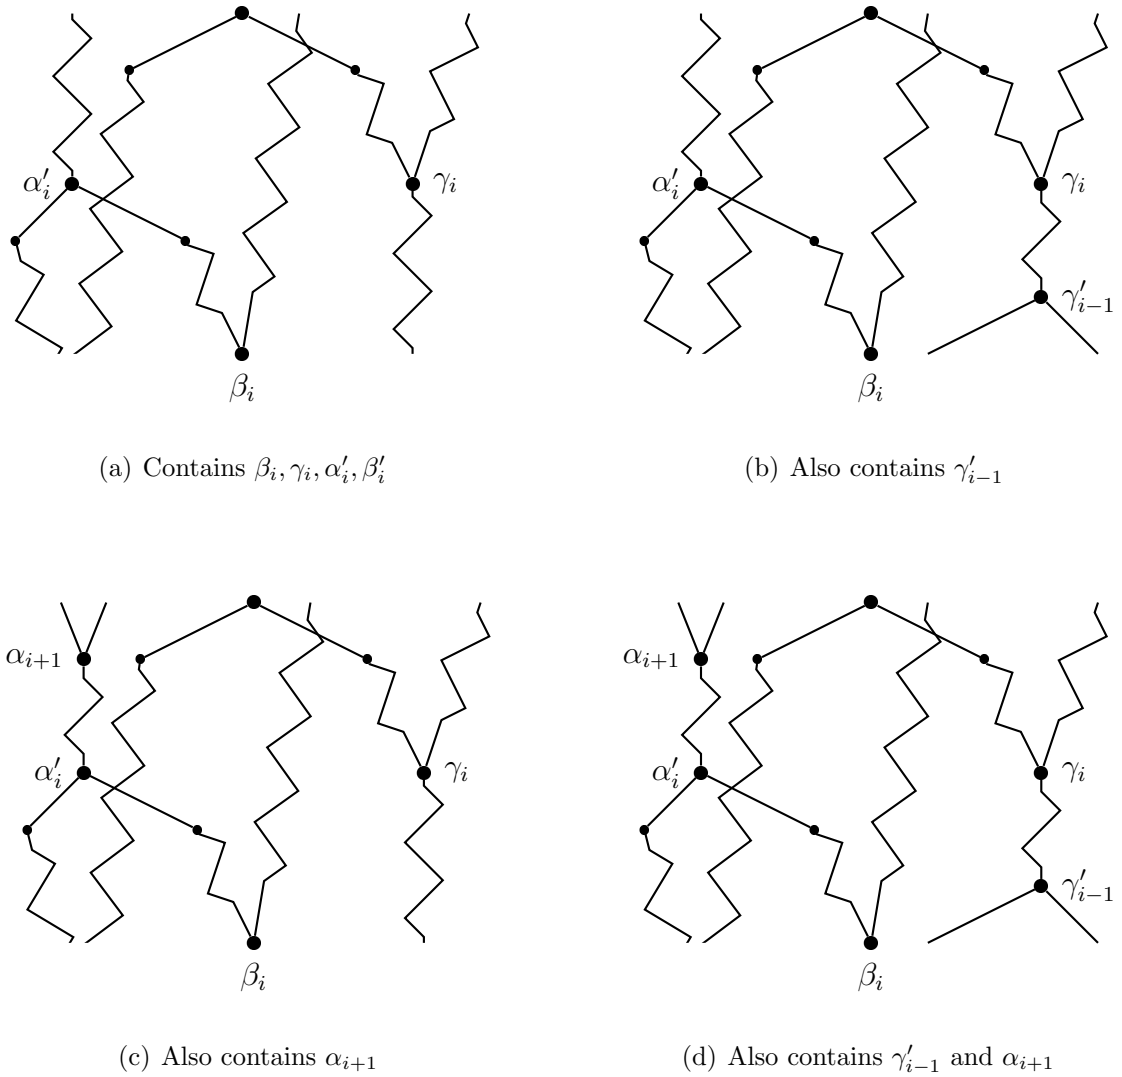 α′ᵢ γᵢ α′ᵢ γᵢ
γ′ᵢ₋₁
βᵢ βᵢ
(a) Contains βᵢ, γᵢ, α′ᵢ, β′ᵢ (b) Also contains γ′ᵢ₋₁
αᵢ₊₁ αᵢ₊₁
α′ᵢ γᵢ α′ᵢ γᵢ
γ′ᵢ₋₁
βᵢ βᵢ
(c) Also contains αᵢ₊₁ (d) Also contains γ′ᵢ₋₁ and αᵢ₊₁